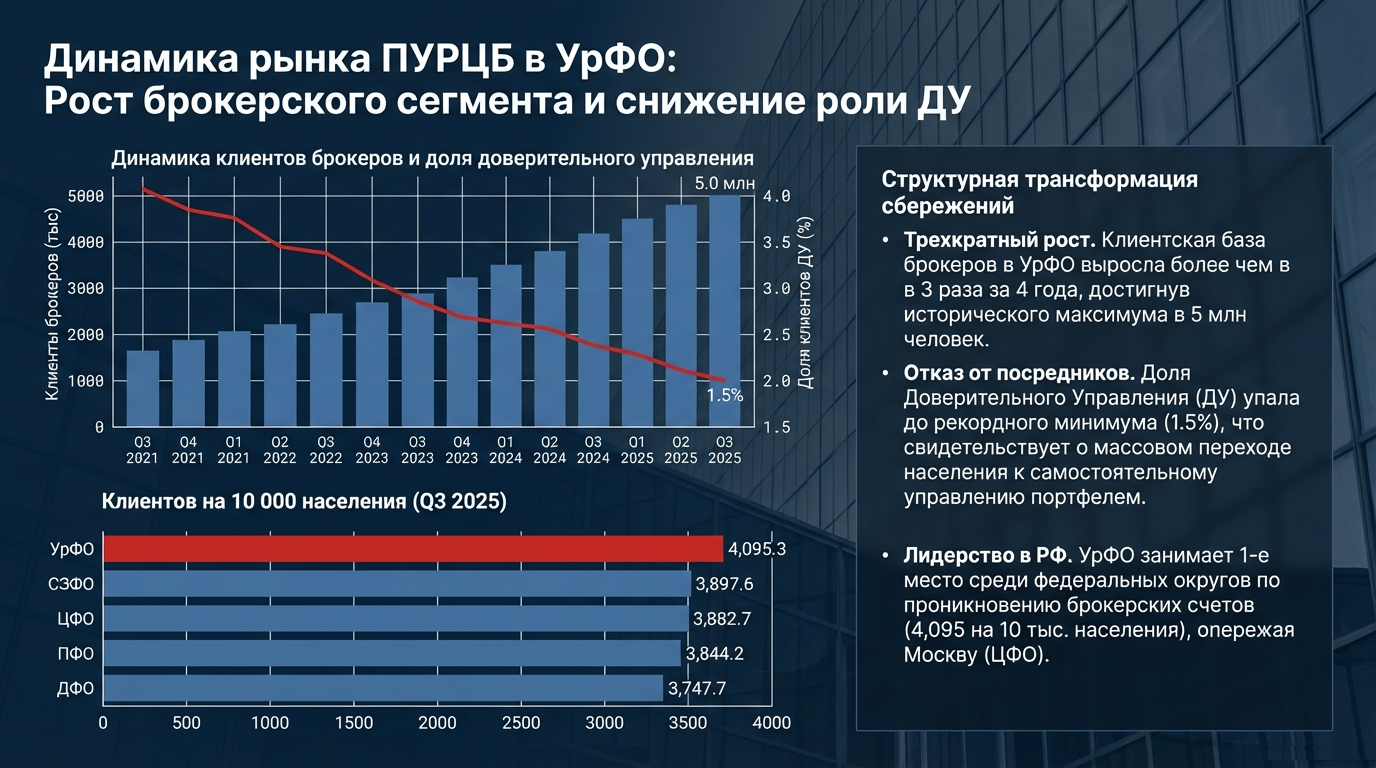 Динамика рынка ПУРЦБ в УрФО:
Рост брокерского сегмента и снижение роли ДУ
Динамика клиентов брокеров и доля доверительного управления
5.0 млн
Клиенты брокеров (тыс)
5000
4000
3000
2000
1000
0
4.0
3.5
3.0
2.5
2.0
1.5
Доля клиентов ДУ (%)
1.5%
Q3 Q4 Q1 Q2 Q3 Q4 Q3 Q4 Q1 Q2 Q3 Q1 Q2 Q3
2021 2021 2021 2022 2022 2023 2023 2023 2024 2024 2024 2025 2025 2025
Клиентов на 10 000 населения (Q3 2025)
УрФО 4,095.3
СЗФО 3,897.6
ЦФО 3,882.7
ПФО 3,844.2
ДФО 3,747.7
0 500 1000 1500 2000 2500 3000 3500 4000
Структурная трансформация
сбережений
• Трехкратный рост. Клиентская база
брокеров в УрФО выросла более чем в
в 3 раза за 4 года, достигнув
исторического максимума в 5 млн
человек.
• Отказ от посредников. Доля
Доверительного Управления (ДУ) упала
до рекордного минимума (1.5%), что
свидетельствует о массовом переходе
населения к самостоятельному
управлению портфелем.
• Лидерство в РФ. УрФО занимает 1-е
место среди федеральных округов по
проникновению брокерских счетов
(4,095 на 10 тыс. населения), опережая
Москву (ЦФО).